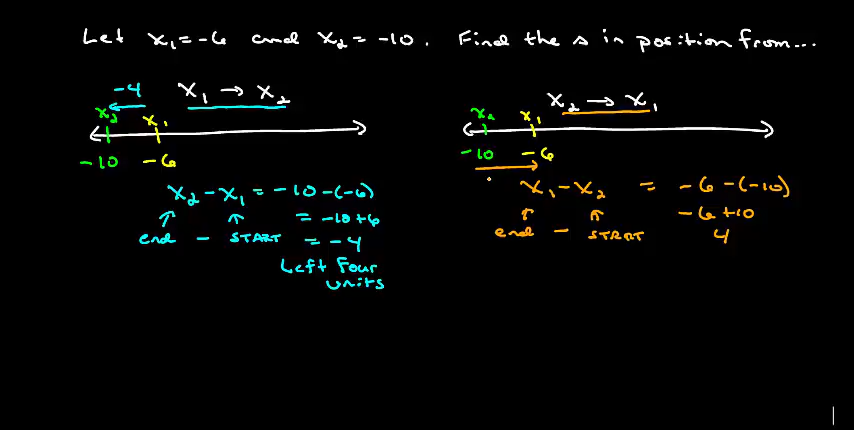 Let x₁ = -6 and x₂ = -10. Find the Δ in position from...
-4 x₁ → x₂
x₂ x₁
-10 -6
x₂ - x₁ = -10 - (-6)
= -10 + 6
end - START = -4
Left Four
units
x₂ → x₁
x₂ x₁
-10 -6
x₁ - x₂ = -6 - (-10)
-6 + 10
end - START 4